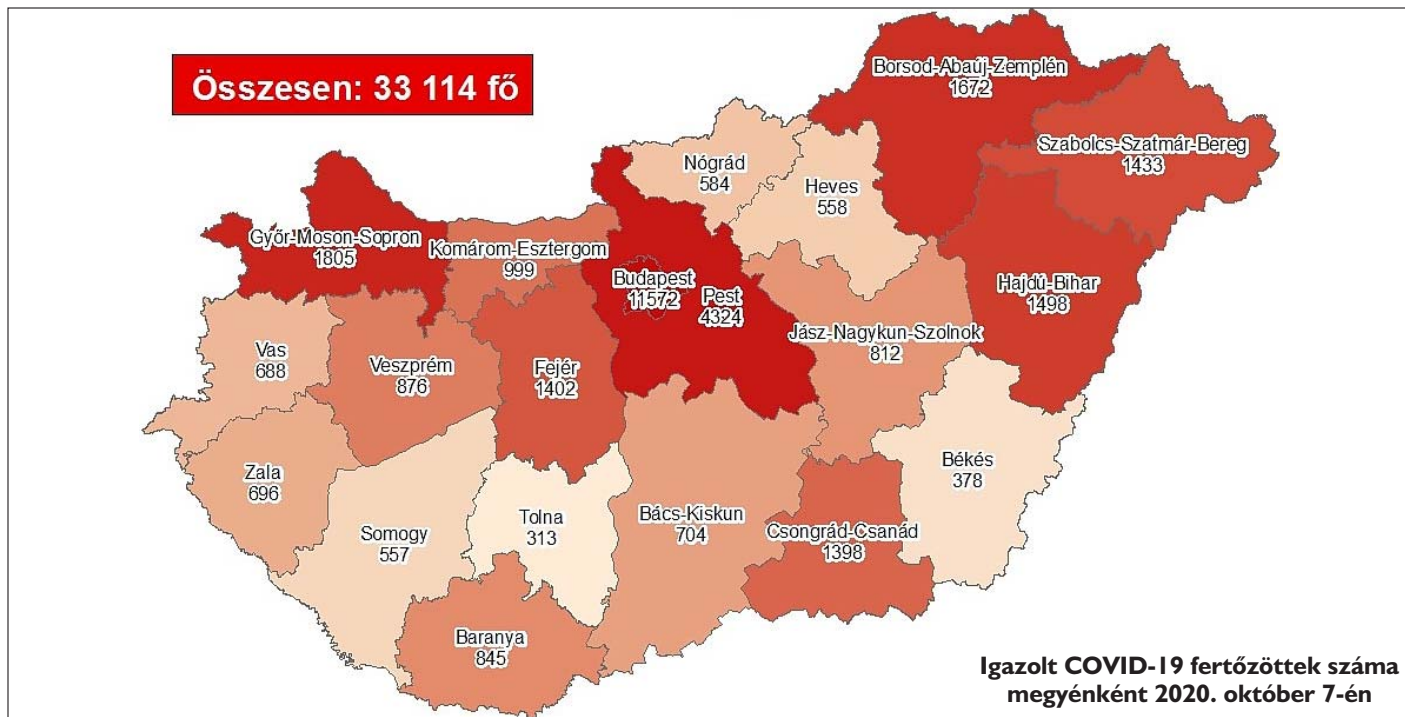 Összesen: 33 114 fő
Borsod-Abaúj-Zemplén
1672
Szabolcs-Szatmár-Bereg
1433
Nógrád
584
Heves
558
Győr-Moson-Sopron
1805
Komárom-Esztergom
999
Budapest
11572
Pest
4324
Hajdú-Bihar
1498
Jász-Nagykun-Szolnok
812
Vas
688
Veszprém
876
Fejér
1402
Zala
696
Somogy
557
Tolna
313
Bács-Kiskun
704
Csongrád-Csanád
1398
Békés
378
Baranya
845
Igazolt COVID-19 fertőzöttek száma
megyénként 2020. október 7-én